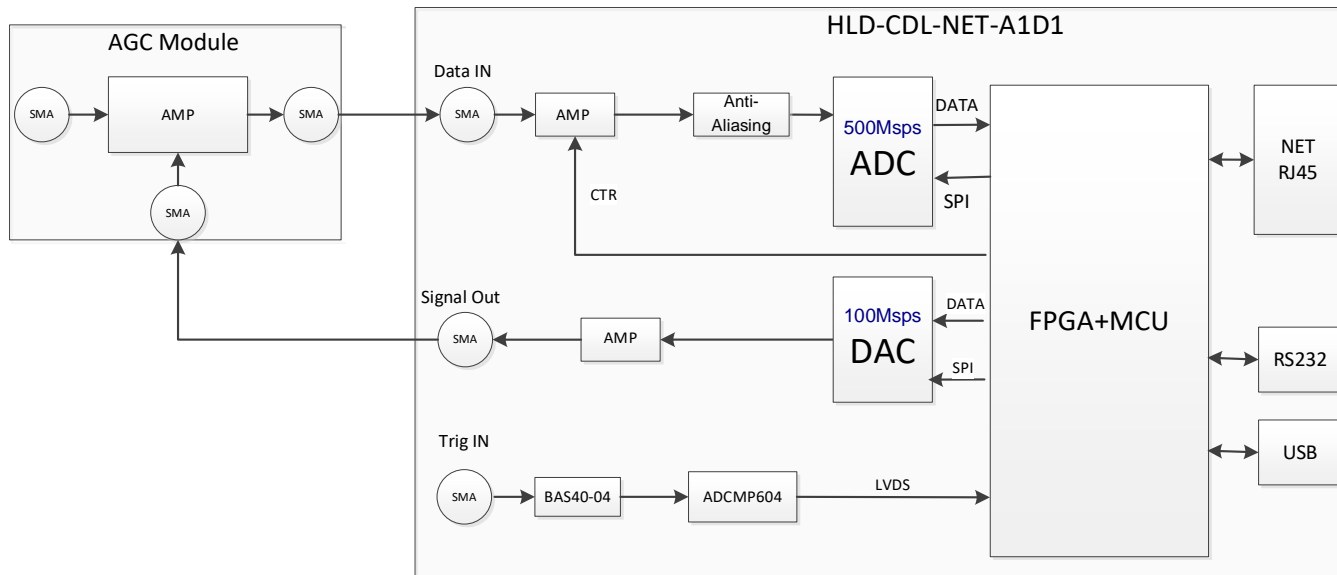 HLD-CDL-NET-A1D1
AGC Module
SMA
AMP
SMA
SMA
Data IN
SMA
AMP
Anti-
Aliasing
500Msps
ADC
DATA
SPI
CTR
NET
RJ45
Signal Out
SMA
AMP
100Msps
DAC
DATA
SPI
FPGA+MCU
RS232
USB
Trig IN
SMA
BAS40-04
ADCMP604
LVDS